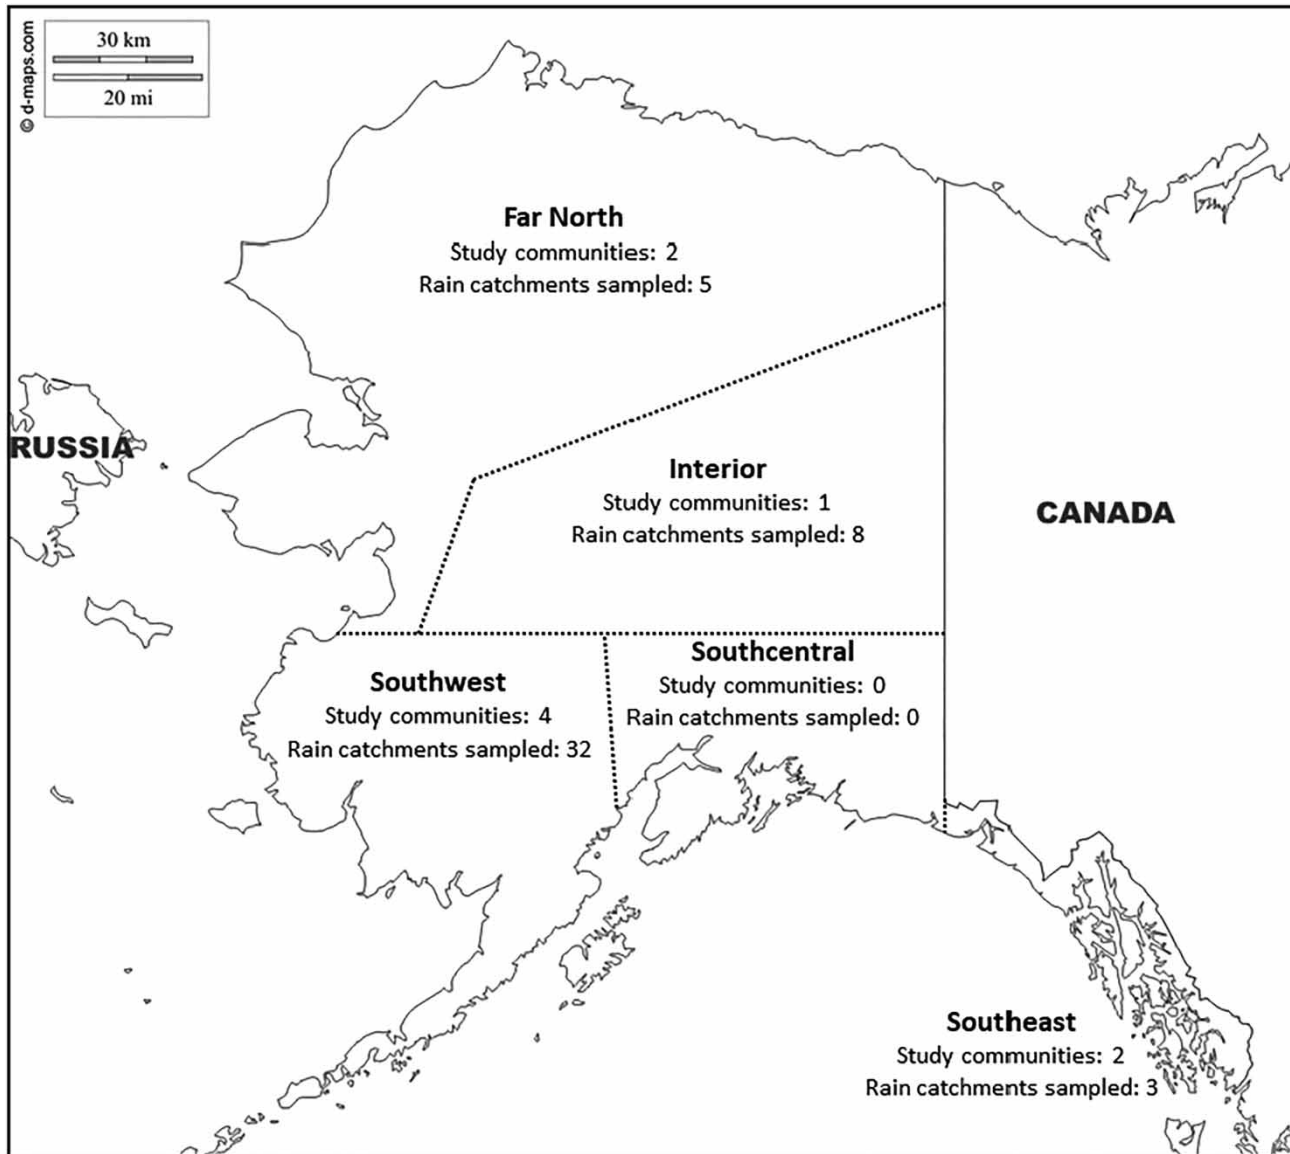 © d-maps.com
30 km
20 mi
Far North
Study communities: 2
Rain catchments sampled: 5
RUSSIA
Interior
Study communities: 1
Rain catchments sampled: 8
CANADA
Southcentral
Study communities: 0
Rain catchments sampled: 0
Southwest
Study communities: 4
Rain catchments sampled: 32
Southeast
Study communities: 2
Rain catchments sampled: 3